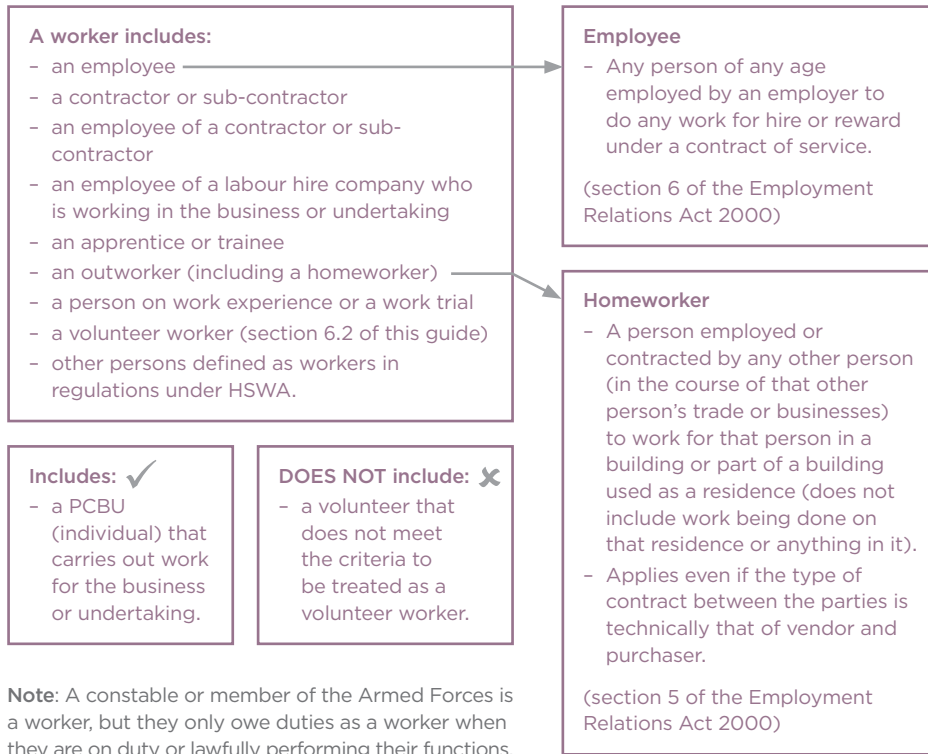 A worker includes:
– an employee
– a contractor or sub-contractor
– an employee of a contractor or sub-
contractor
– an employee of a labour hire company who
is working in the business or undertaking
– an apprentice or trainee
– an outworker (including a homeworker)
– a person on work experience or a work trial
– a volunteer worker (section 6.2 of this guide)
– other persons defined as workers in
regulations under HSWA.
Employee
– Any person of any age
employed by an employer to
do any work for hire or reward
under a contract of service.
(section 6 of the Employment
Relations Act 2000)
Homeworker
– A person employed or
contracted by any other person
(in the course of that other
person's trade or businesses)
to work for that person in a
building or part of a building
used as a residence (does not
include work being done on
that residence or anything in it).
– Applies even if the type of
contract between the parties is
technically that of vendor and
purchaser.
(section 5 of the Employment
Relations Act 2000)
Includes: ✓
– a PCBU
(individual) that
carries out work
for the business
or undertaking.
DOES NOT include: ✘
– a volunteer that
does not meet
the criteria to
be treated as a
volunteer worker.
Note: A constable or member of the Armed Forces is
a worker, but they only owe duties as a worker when
they are on duty or lawfully performing their functions